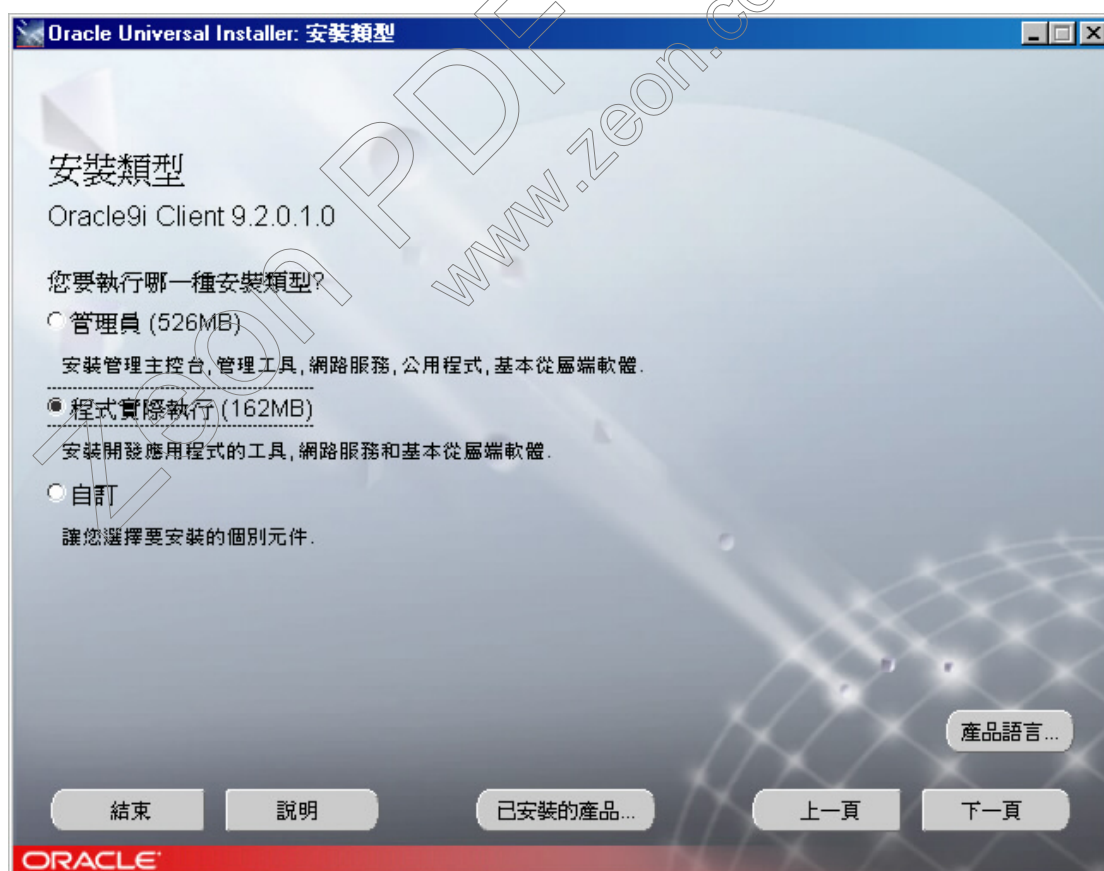 Oracle Universal Installer: 安裝類型
安裝類型
Oracle9i Client 9.2.0.1.0
您要執行哪一種安裝類型?
管理員 (526MB)
安裝管理主控台,管理工具,網路服務,公用程式,基本從屬端軟體.
程式實際執行 (162MB)
安裝開發應用程式的工具,網路服務和基本從屬端軟體.
自訂
讓您選擇要安裝的個別元件.
產品語言...
結束 說明 已安裝的產品... 上一頁 下一頁
ORACLE
Zeon PDF
www.zeon.co